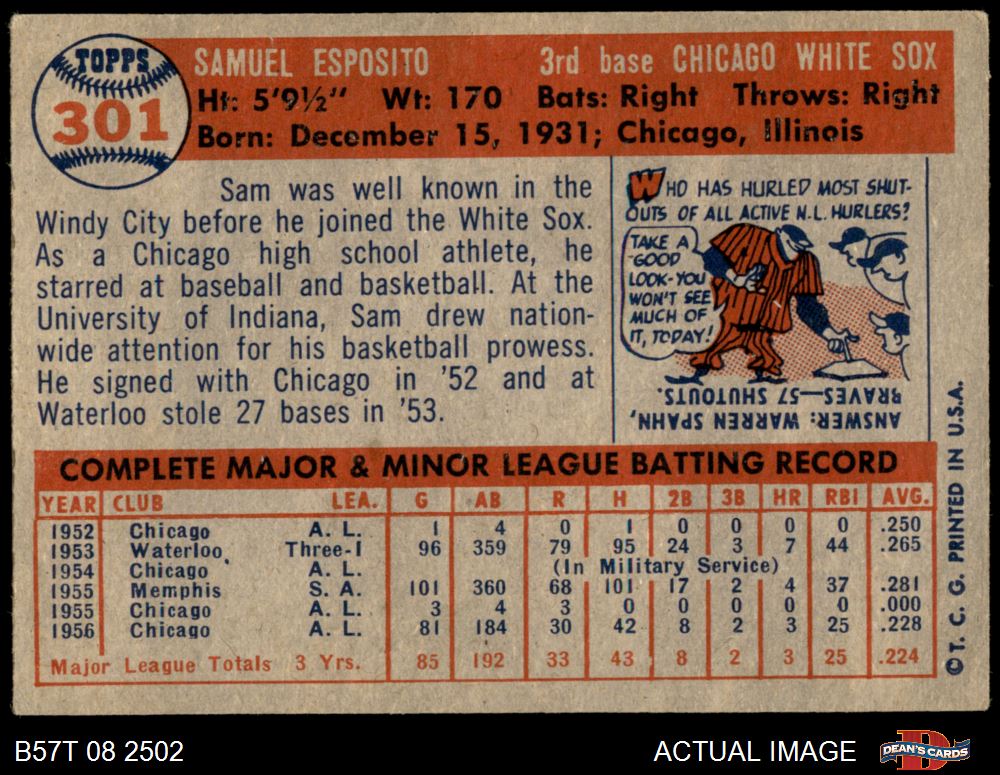 TOPPS
301
SAMUEL ESPOSITO 3rd base CHICAGO WHITE SOX
Ht: 5'9½" Wt: 170 Bats: Right Throws: Right
Born: December 15, 1931; Chicago, Illinois
Sam was well known in the
Windy City before he joined the White Sox.
As a Chicago high school athlete, he
starred at baseball and basketball. At the
University of Indiana, Sam drew nation-
wide attention for his basketball prowess.
He signed with Chicago in '52 and at
Waterloo stole 27 bases in '53.
WHO HAS HURLED MOST SHUT-
OUTS OF ALL ACTIVE N.L. HURLERS?
TAKE A
GOOD
LOOK-YOU
WON'T SEE
MUCH OF
IT, TODAY!
ANSWER: WARREN SPAHN,
BRAVES—57 SHUTOUTS.
COMPLETE MAJOR & MINOR LEAGUE BATTING RECORD
YEAR CLUB LEA. G AB R H 2B 3B HR RBI AVG.
1952 Chicago A. L. 1 4 0 1 0 0 0 0 .250
1953 Waterloo Three-I 96 359 79 95 24 3 7 44 .265
1954 Chicago A. L. (In Military Service)
1955 Memphis S. A. 101 360 68 101 17 2 4 37 .281
1955 Chicago A. L. 3 4 3 0 0 0 0 0 .000
1956 Chicago A. L. 81 184 30 42 8 2 3 25 .228
Major League Totals 3 Yrs. 85 192 33 43 8 2 3 25 .224
© T. C. G. PRINTED IN U.S.A.
B57T 08 2502 ACTUAL IMAGE
DEAN'S CARDS